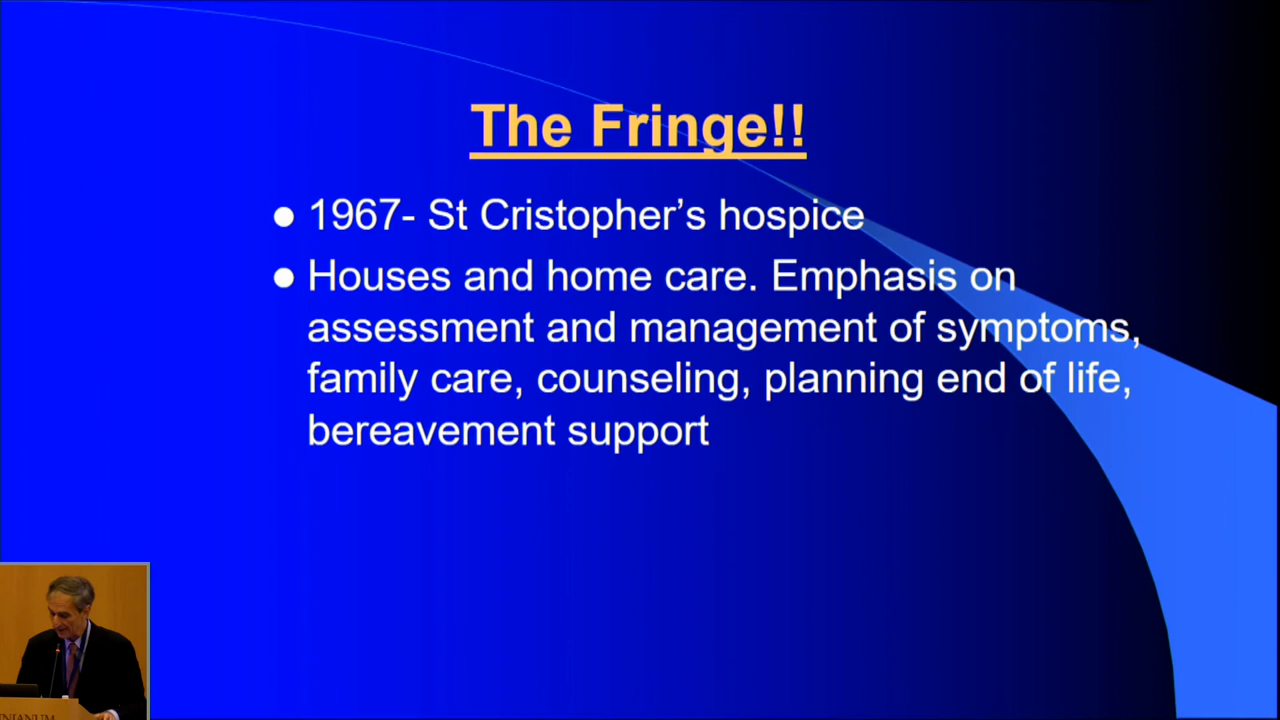 The Fringe!!
1967- St Cristopher’s hospice
Houses and home care. Emphasis on
assessment and management of symptoms,
family care, counseling, planning end of life,
bereavement support